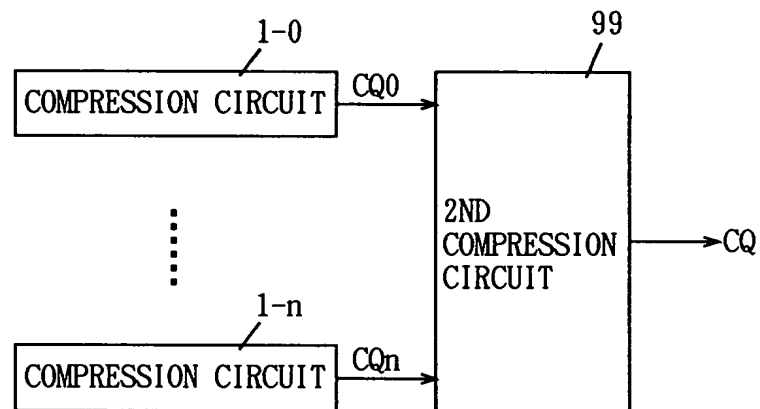 1-0
99
COMPRESSION CIRCUIT
CQ0
2ND
COMPRESSION
CIRCUIT
CQ
1-n
COMPRESSION CIRCUIT
CQn